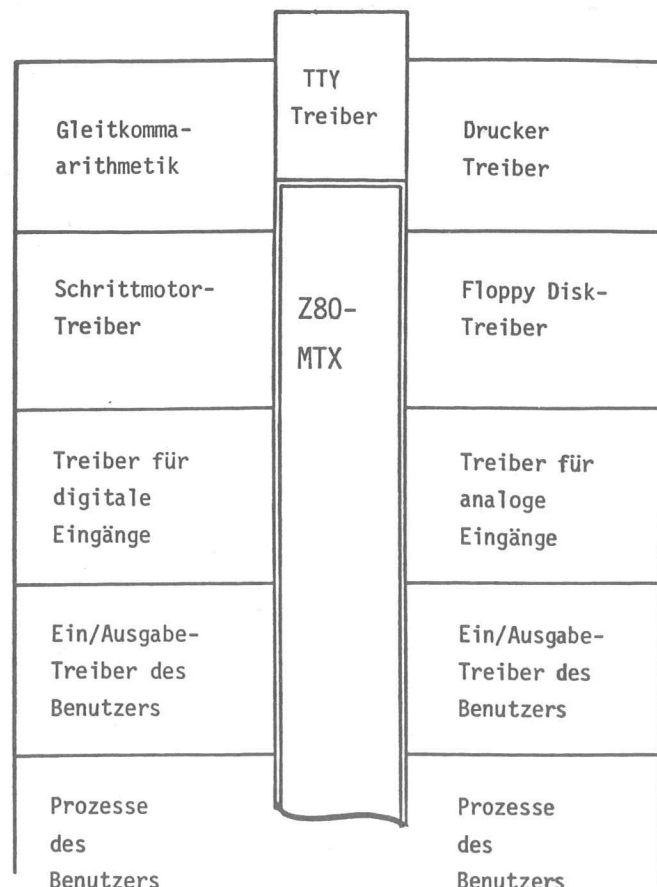 TTY
Treiber
Gleitkomma-
arithmetik
Drucker
Treiber
Schrittmotor-
Treiber
Z80-
MTX
Floppy Disk-
Treiber
Treiber für
digitale
Eingänge
Treiber für
analoge
Eingänge
Ein/Ausgabe-
Treiber des
Benutzers
Ein/Ausgabe-
Treiber des
Benutzers
Prozesse
des
Benutzers
Prozesse
des
Benutzers